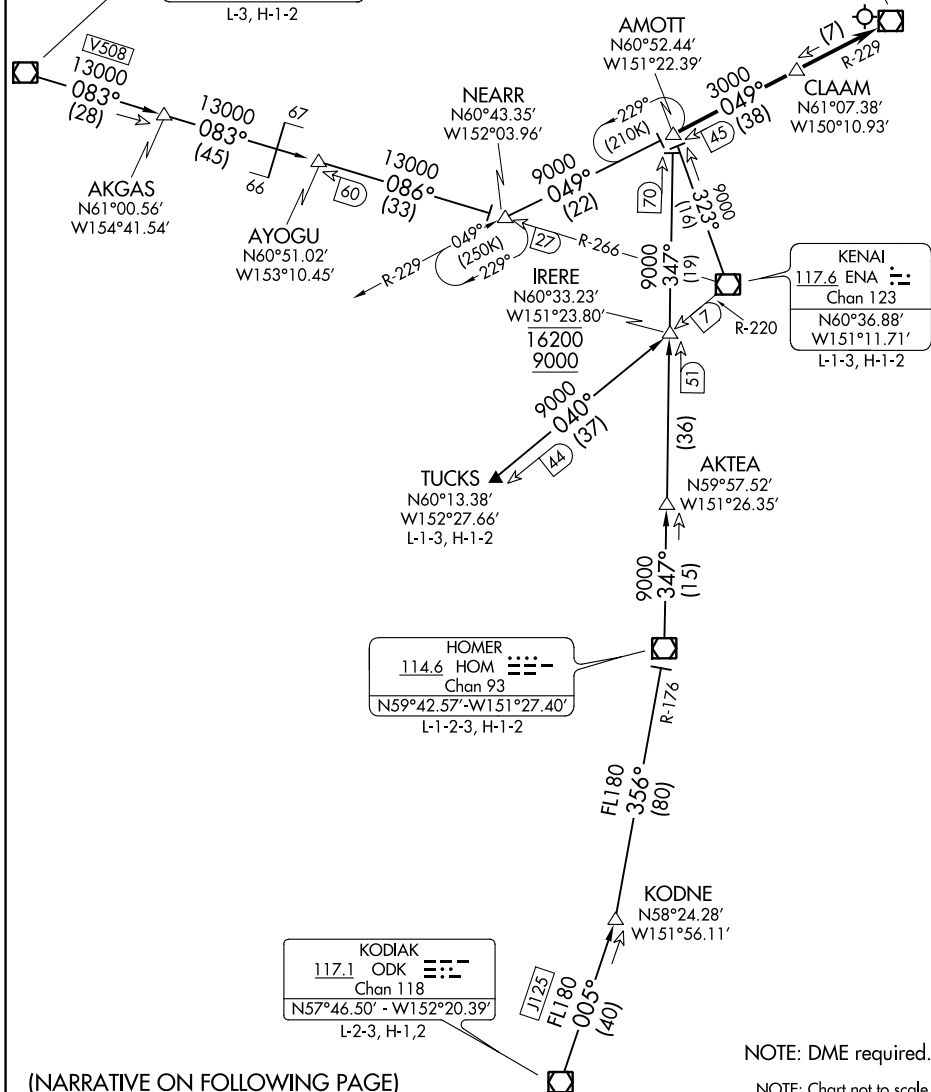 L-3, H-1-2
V508
13000
083°
(28)
13000
083°
(45)
67
66
AKGAS
N61°00.56'
W154°41.54'
AYOGU
N60°51.02'
W153°10.45'
60
13000
086°
(33)
NEARR
N60°43.35'
W152°03.96'
R-229
049°
(250K)
229°
27
R-266
9000
049°
(22)
229°
(210K)
AMOTT
N60°52.44'
W151°22.39'
3000
049°
(38)
45
(7)
R-229
CLAAM
N61°07.38'
W150°10.93'
70
9000
323°
(16)
9000
347°
(19)
KENAI
117.6 ENA
Chan 123
N60°36.88'
W151°11.71'
L-1-3, H-1-2
IRERE
N60°33.23'
W151°23.80'
16200
9000
7
R-220
51
9000
040°
(37)
44
TUCKS
N60°13.38'
W152°27.66'
L-1-3, H-1-2
(36)
AKTEA
N59°57.52'
W151°26.35'
9000
347°
(15)
HOMER
114.6 HOM
Chan 93
N59°42.57'-W151°27.40'
L-1-2-3, H-1-2
R-176
FL180
356°
(80)
KODNE
N58°24.28'
W151°56.11'
KODIAK
117.1 ODK
Chan 118
N57°46.50' - W152°20.39'
L-2-3, H-1,2
J125
FL180
005°
(40)
NOTE: DME required.
(NARRATIVE ON FOLLOWING PAGE)
NOTE: Chart not to scale